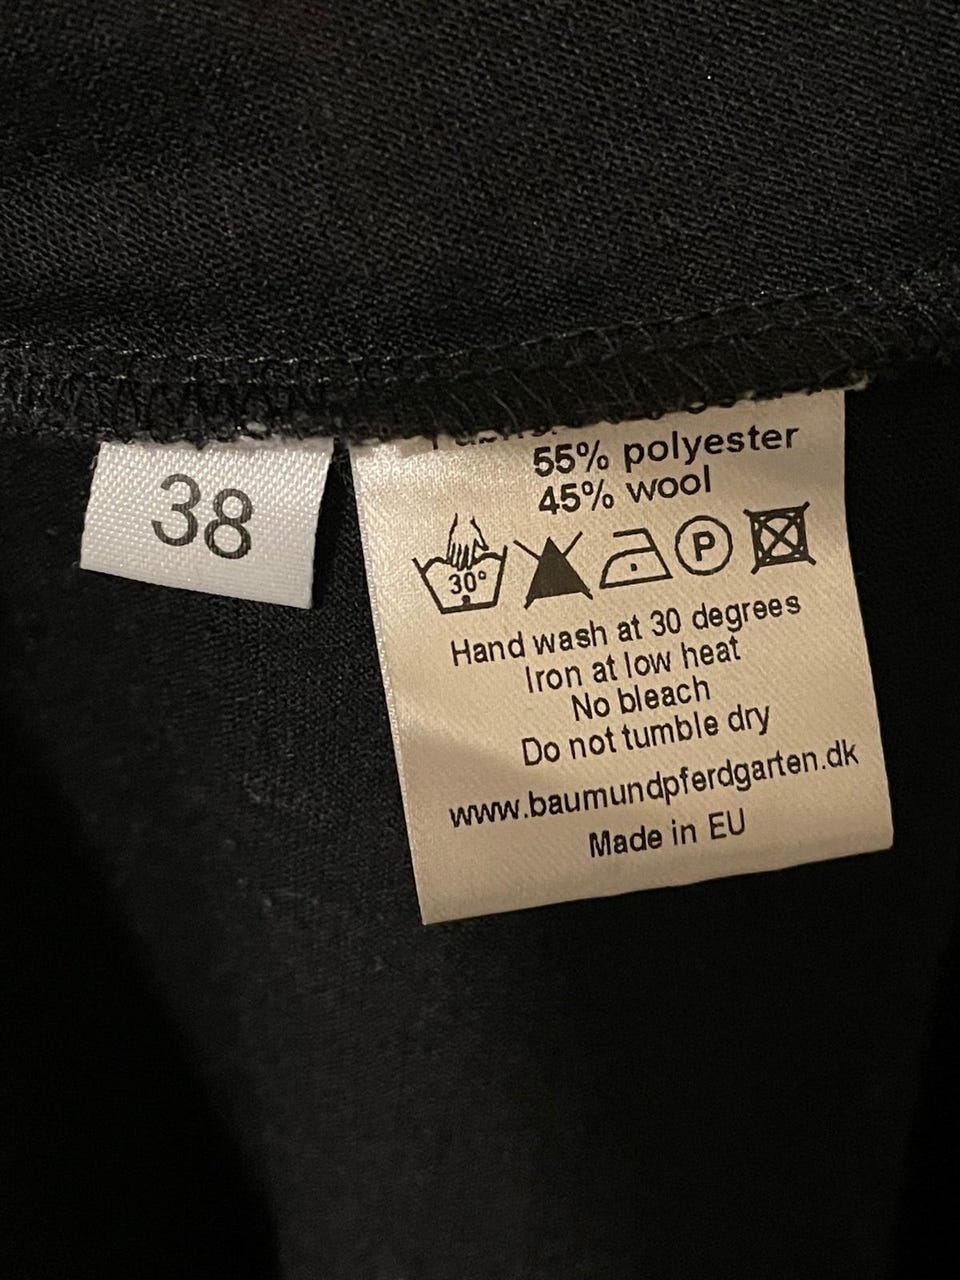 38
55% polyester
45% wool
30°
P
Hand wash at 30 degrees
Iron at low heat
No bleach
Do not tumble dry
www.baumundpferdgarten.dk
Made in EU